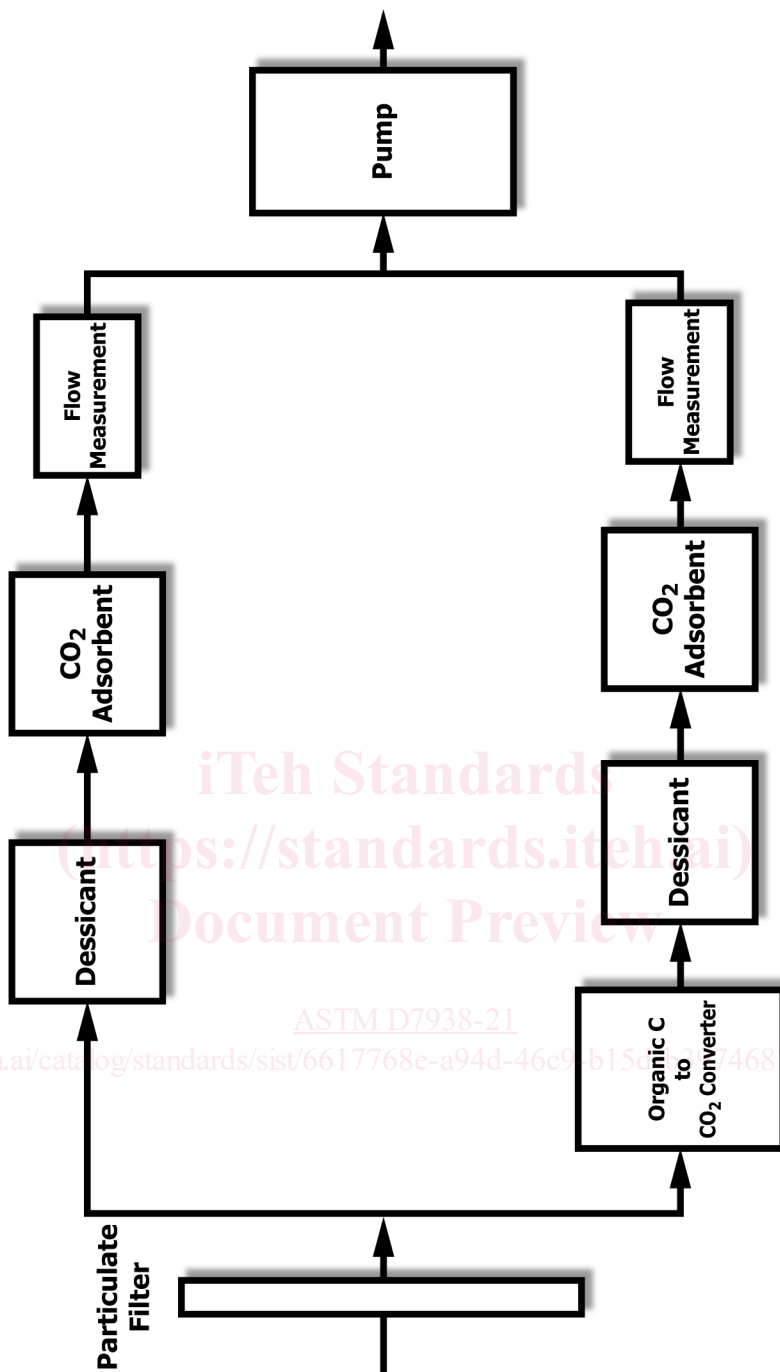 Particulate
Filter
Dessicant
CO₂
Adsorbent
Flow
Measurement
Organic C
to
CO₂ Converter
Dessicant
CO₂
Adsorbent
Flow
Measurement
Pump
iTeh Standards
(https://standards.iteh.ai)
Document Preview
ASTM D7938-21